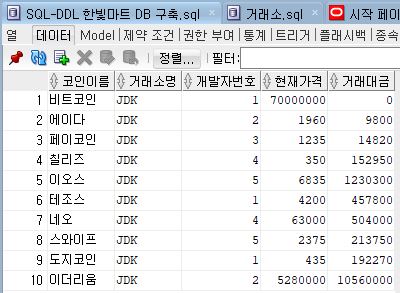 SQL-DDL 한빛마트 DB 구축.sql × 거래소.sql × 시작 페이
열 데이터 Model 제약 조건 권한 부여 통계 트리거 플래시백 종속
정렬... 필터:
코인이름 거래소명 개발자번호 현재가격 거래대금
1 비트코인 JDK 1 70000000 0
2 에이다 JDK 2 1960 9800
3 페이코인 JDK 3 1235 14820
4 칠리즈 JDK 4 350 152950
5 이오스 JDK 5 6835 1230300
6 테조스 JDK 1 4200 457800
7 네오 JDK 4 63000 504000
8 스와이프 JDK 5 2375 213750
9 도지코인 JDK 1 435 192270
10 이더리움 JDK 2 5280000 10560000